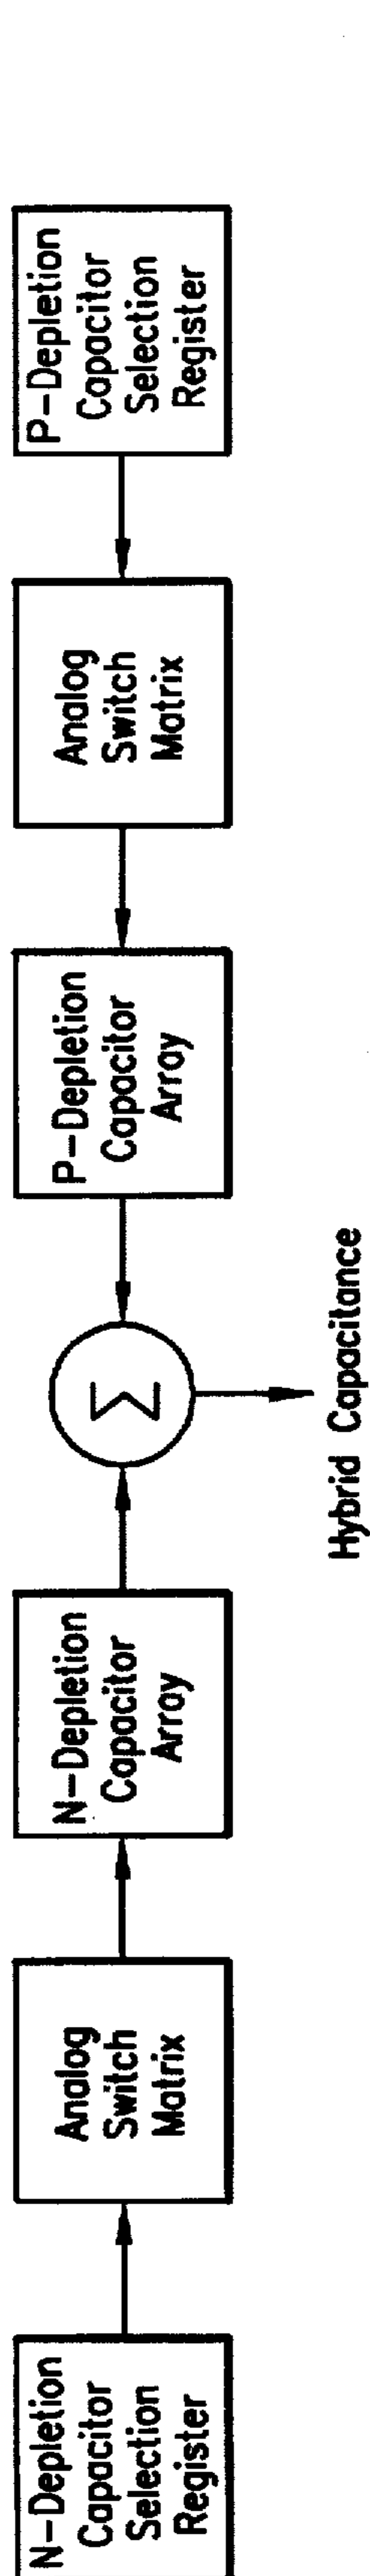 N-Depletion
Capacitor
Selection
Register
Analog
Switch
Matrix
N-Depletion
Capacitor
Array
Σ
Hybrid Capacitance
P-Depletion
Capacitor
Array
Analog
Switch
Matrix
P-Depletion
Capacitor
Selection
Register